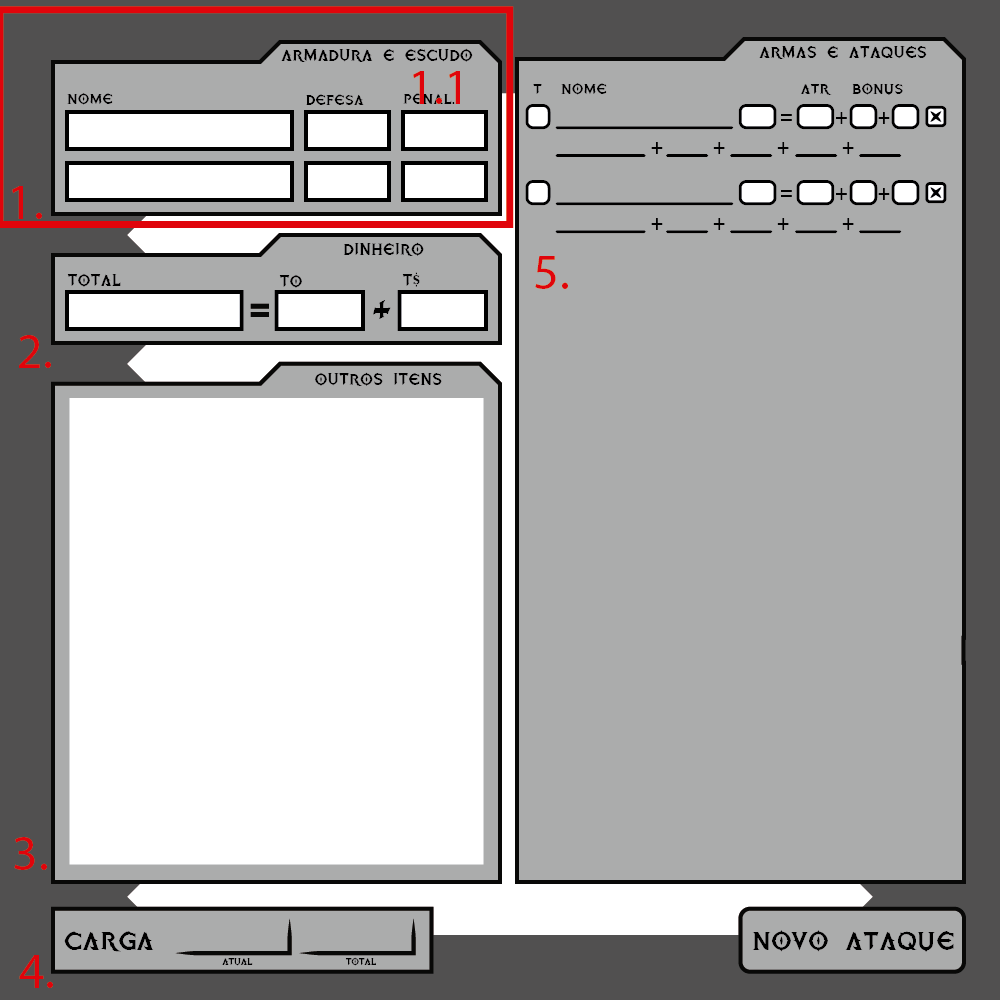 ARMADURA E ESCUDO
1.1
NOME DEFESA PENAL.
1.
DINHEIRO
TOTAL TO T$
= +
2.
OUTROS ITENS
3.
CARGA
ATUAL TOTAL
4.
ARMAS E ATAQUES
T NOME ATR BONUS
= + +
+ + + +
= + +
+ + + +
5.
NOVO ATAQUE